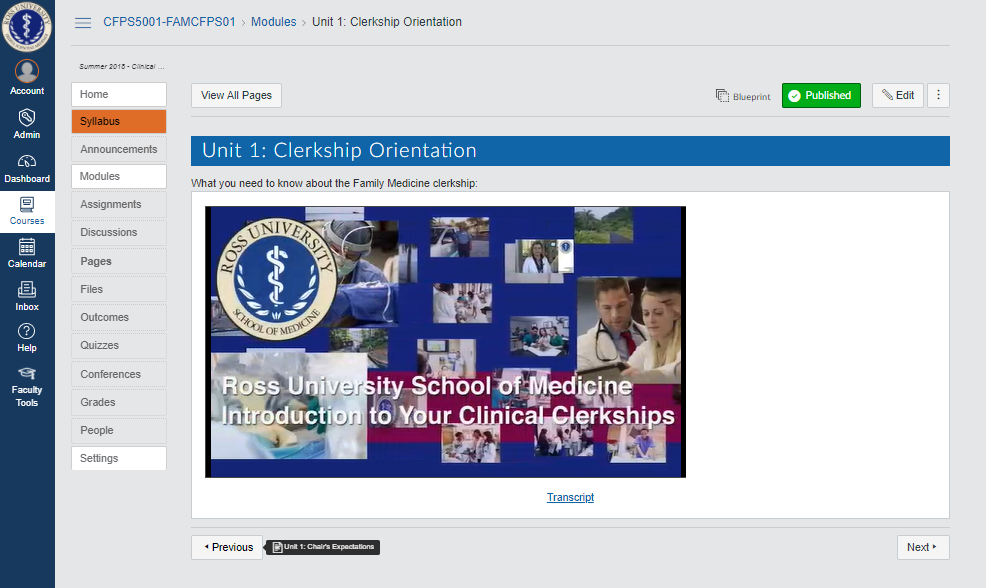 ROSS UNIVERSITY
CFPS5001-FAMCFPS01 › Modules › Unit 1: Clerkship Orientation
Account
Admin
Dashboard
Courses
Calendar
Inbox
Help
Faculty
Tools
Summer 2018 - Clinical ...
Home
Syllabus
Announcements
Modules
Assignments
Discussions
Pages
Files
Outcomes
Quizzes
Conferences
Grades
People
Settings
View All Pages
Blueprint
Published
Edit
Unit 1: Clerkship Orientation
What you need to know about the Family Medicine clerkship:
ROSS UNIVERSITY
SCHOOL OF MEDICINE
Ross University School of Medicine
Introduction to Your Clinical Clerkships
Transcript
Previous
Unit 1: Chair's Expectations
Next